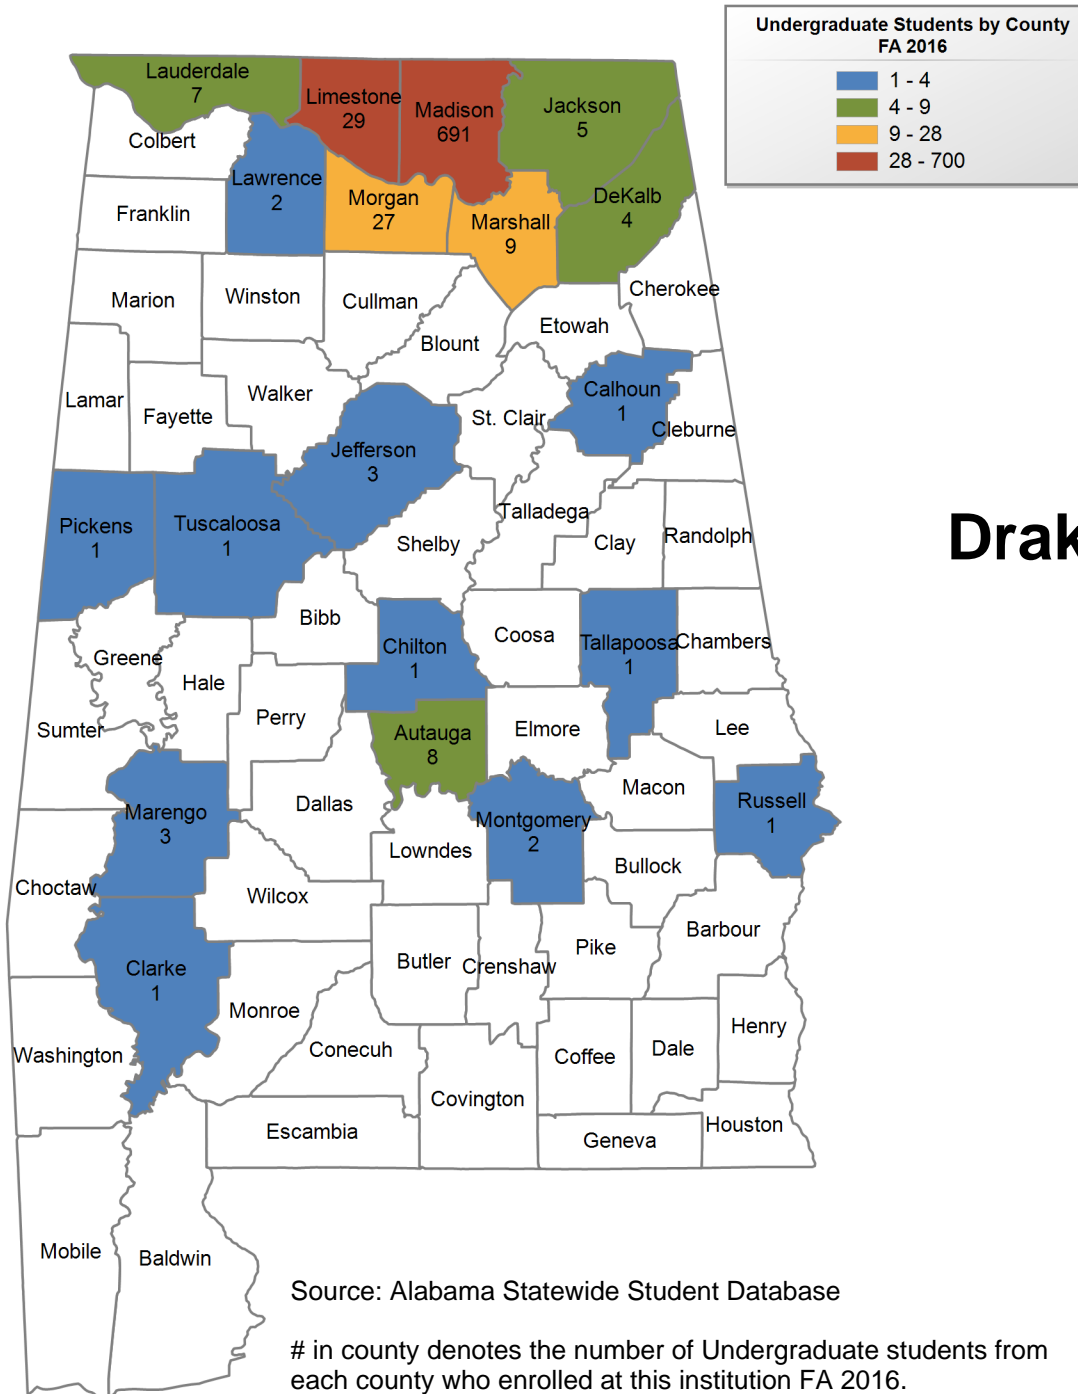 Undergraduate Students by County
FA 2016
1 - 4
4 - 9
9 - 28
28 - 700
Lauderdale
7
Limestone
29
Madison
691
Jackson
5
Colbert
Lawrence
2
Morgan
27
Marshall
9
DeKalb
4
Franklin
Marion
Winston
Cullman
Blount
Etowah
Cherokee
Lamar
Fayette
Walker
Jefferson
3
St. Clair
Calhoun
1
Cleburne
Pickens
1
Tuscaloosa
1
Shelby
Talladega
Clay
Randolph
Drak
Greene
Hale
Bibb
Chilton
1
Coosa
Tallapoosa
1
Chambers
Sumter
Perry
Autauga
8
Elmore
Lee
Marengo
3
Dallas
Lowndes
Montgomery
2
Macon
Russell
1
Choctaw
Wilcox
Bullock
Clarke
1
Butler
Crenshaw
Pike
Barbour
Washington
Monroe
Conecuh
Covington
Coffee
Dale
Henry
Escambia
Geneva
Houston
Mobile
Baldwin
Source: Alabama Statewide Student Database
# in county denotes the number of Undergraduate students from
each county who enrolled at this institution FA 2016.